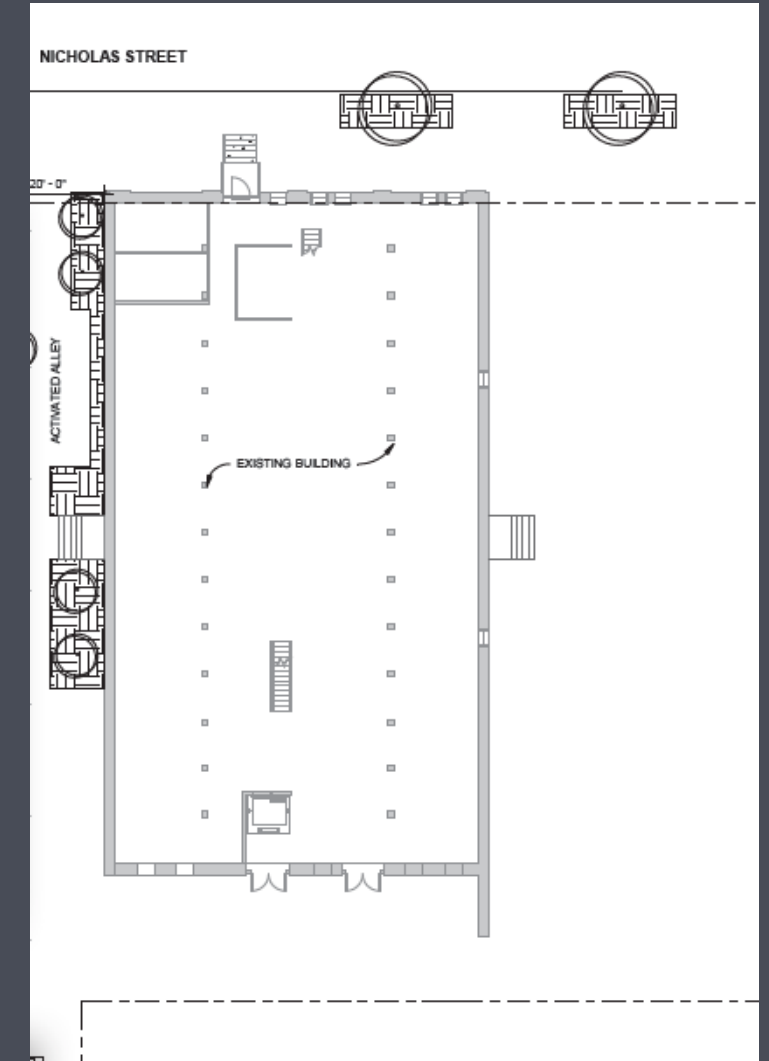 NICHOLAS STREET
20' - 0"
ACTIVATED ALLEY
EXISTING BUILDING